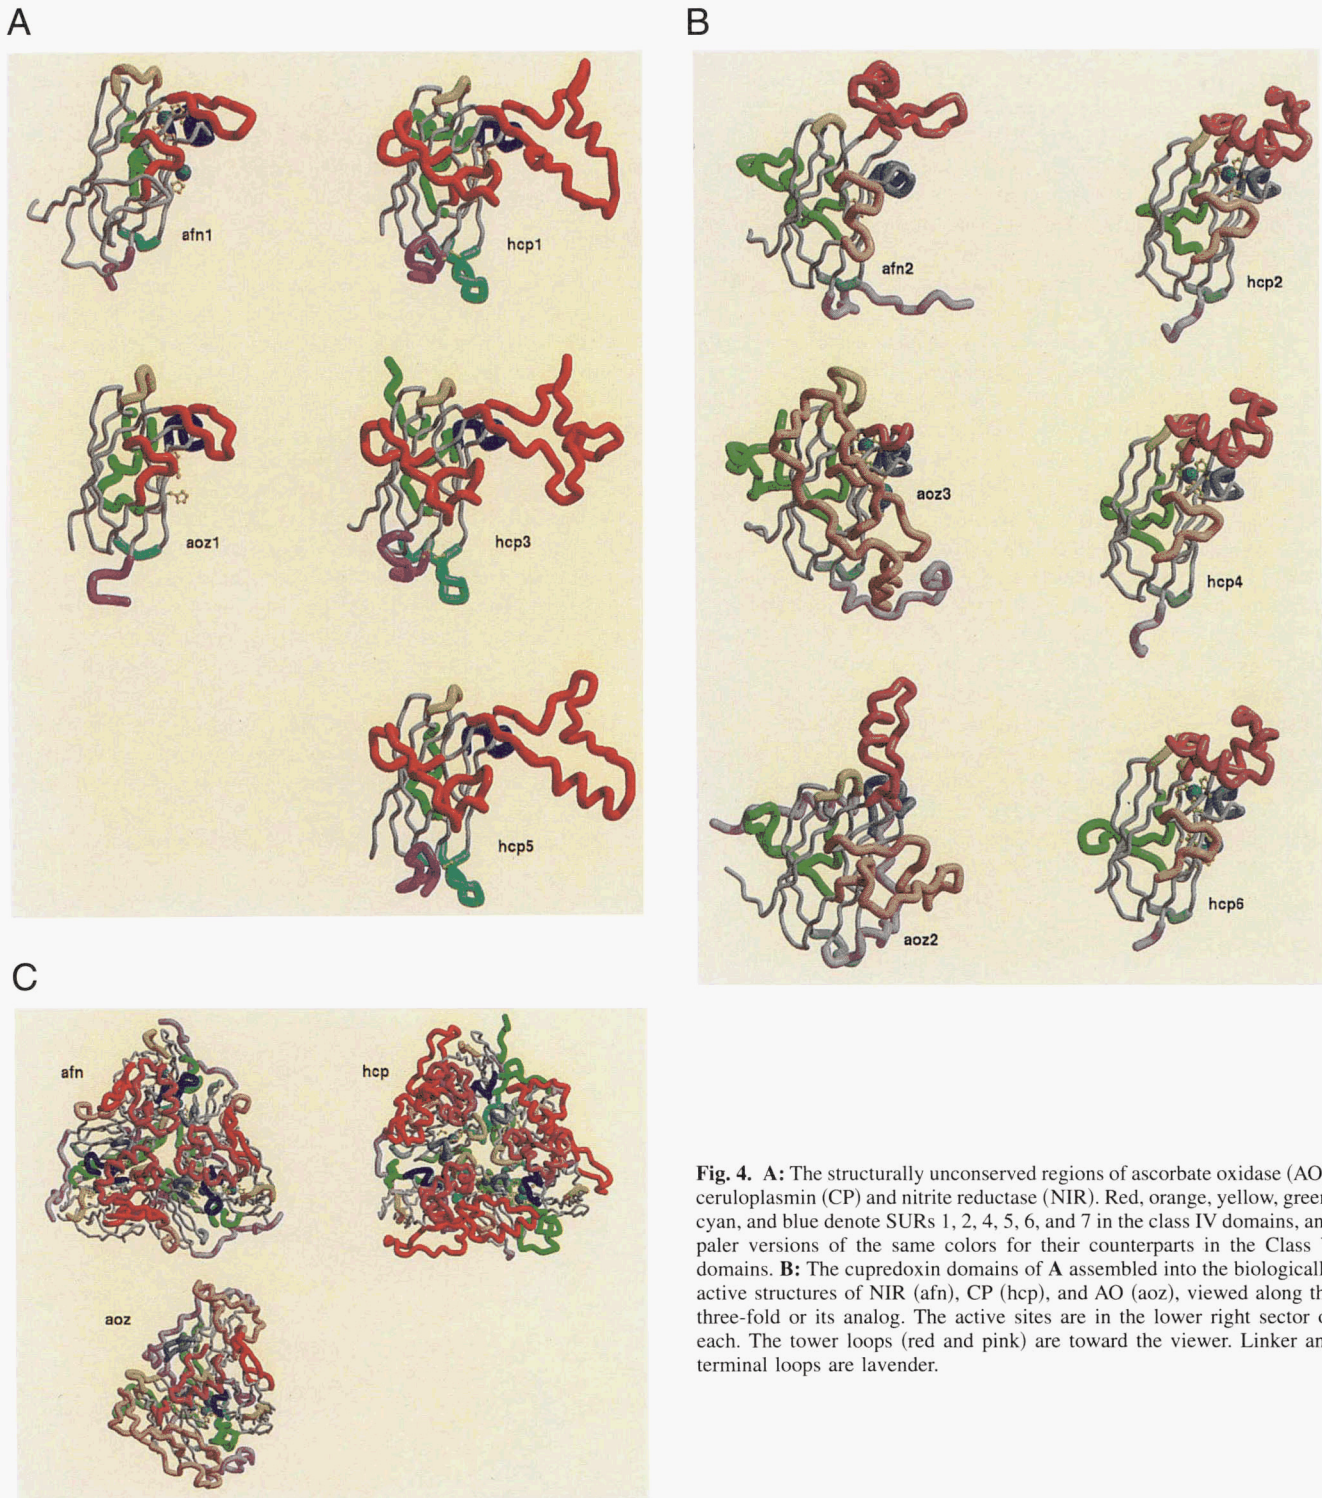 A
B
afn1
hcp1
afn2
hcp2
aoz1
hcp3
aoz3
hcp4
hcp5
aoz2
hcp6
C
afn
hcp
aoz
Fig. 4. A: The structurally unconserved regions of ascorbate oxidase (AO
ceruloplasmin (CP) and nitrite reductase (NIR). Red, orange, yellow, green
cyan, and blue denote SURs 1, 2, 4, 5, 6, and 7 in the class IV domains, an
paler versions of the same colors for their counterparts in the Class
domains. B: The cupredoxin domains of A assembled into the biologicall
active structures of NIR (afn), CP (hcp), and AO (aoz), viewed along th
three-fold or its analog. The active sites are in the lower right sector o
each. The tower loops (red and pink) are toward the viewer. Linker an
terminal loops are lavender.